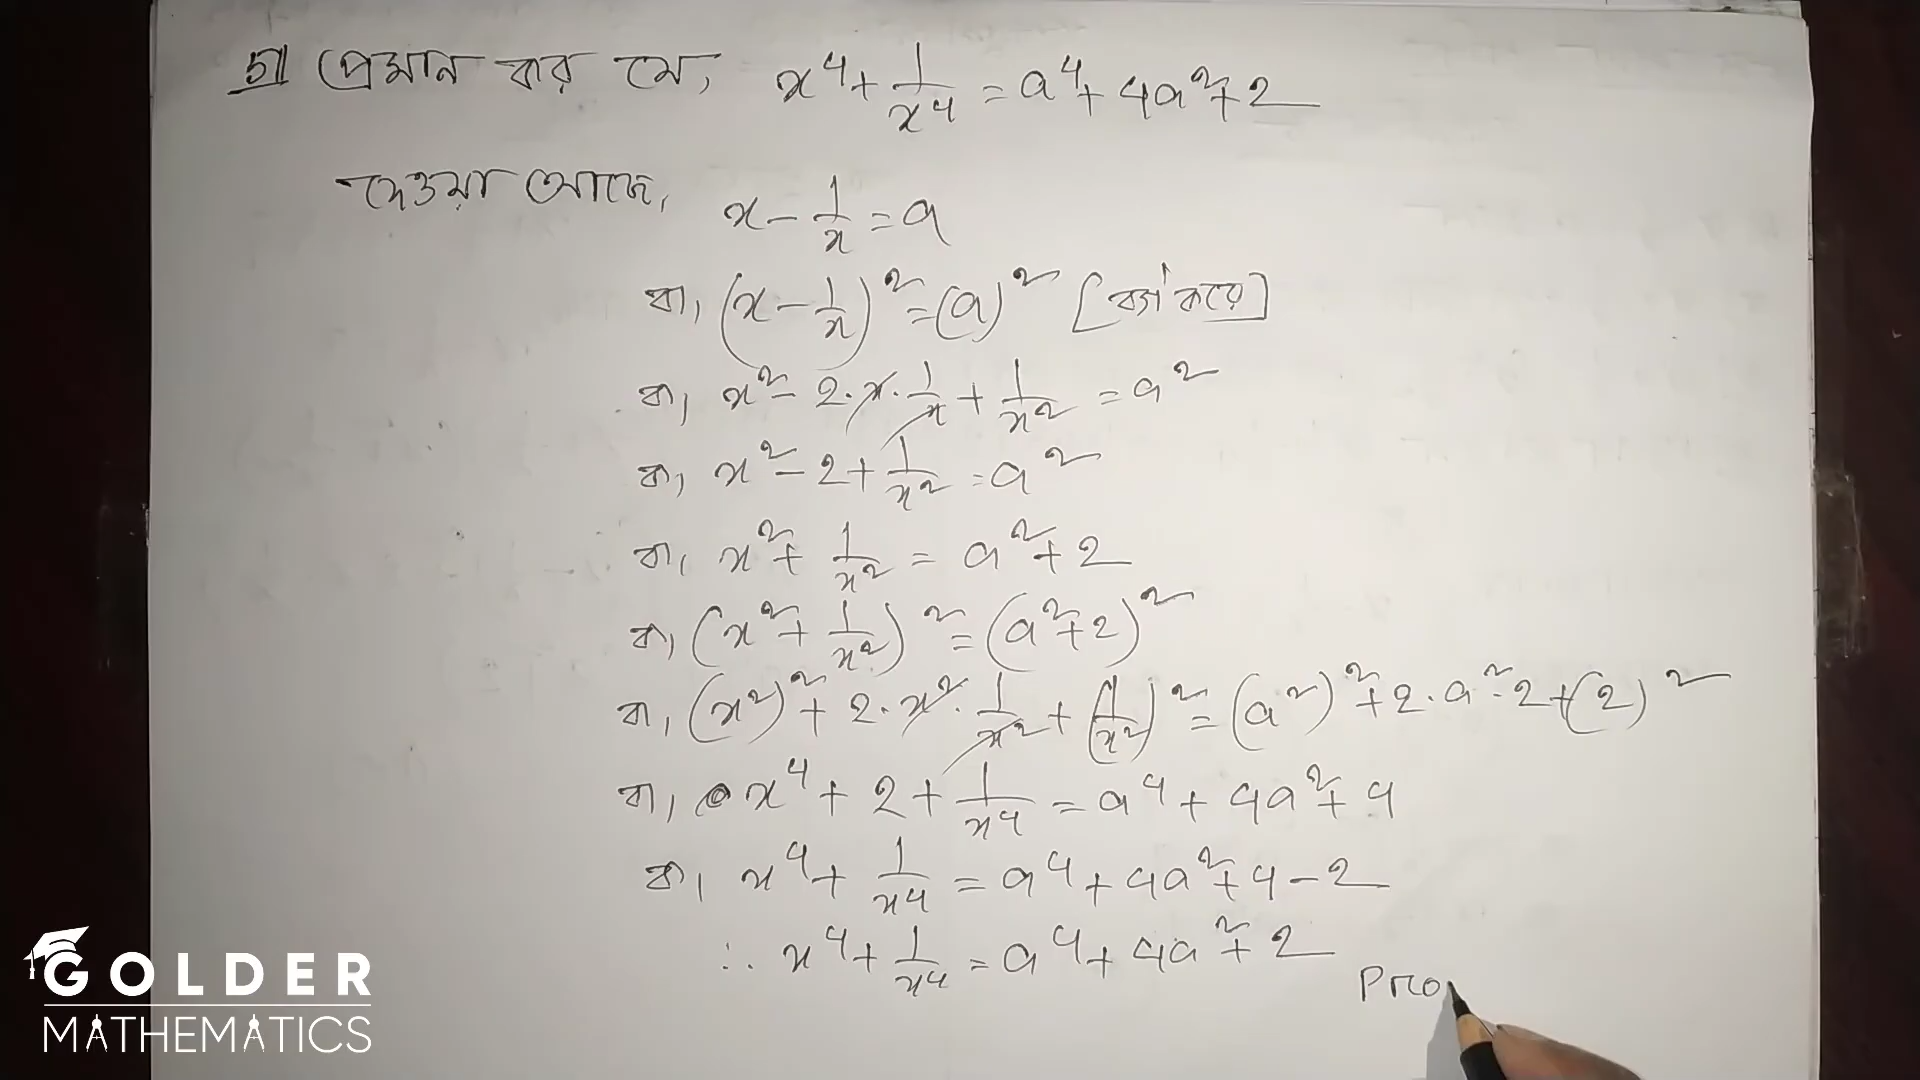 গ) প্রমান কর যে, x⁴ + 1/x⁴ = a⁴ + 4a² + 2
দেওয়া আছে, x - 1/x = a
বা, (x - 1/x)² = (a)² [বর্গ করে]
বা, x² - 2·x·1/x + 1/x² = a²
বা, x² - 2 + 1/x² = a²
বা, x² + 1/x² = a² + 2
বা, (x² + 1/x²)² = (a² + 2)²
বা, (x²)² + 2·x²·1/x² + (1/x²)² = (a²)² + 2·a²·2 + (2)²
বা, x⁴ + 2 + 1/x⁴ = a⁴ + 4a² + 4
বা, x⁴ + 1/x⁴ = a⁴ + 4a² + 4 - 2
∴ x⁴ + 1/x⁴ = a⁴ + 4a² + 2
Pro
GOLDER
MATHEMATICS